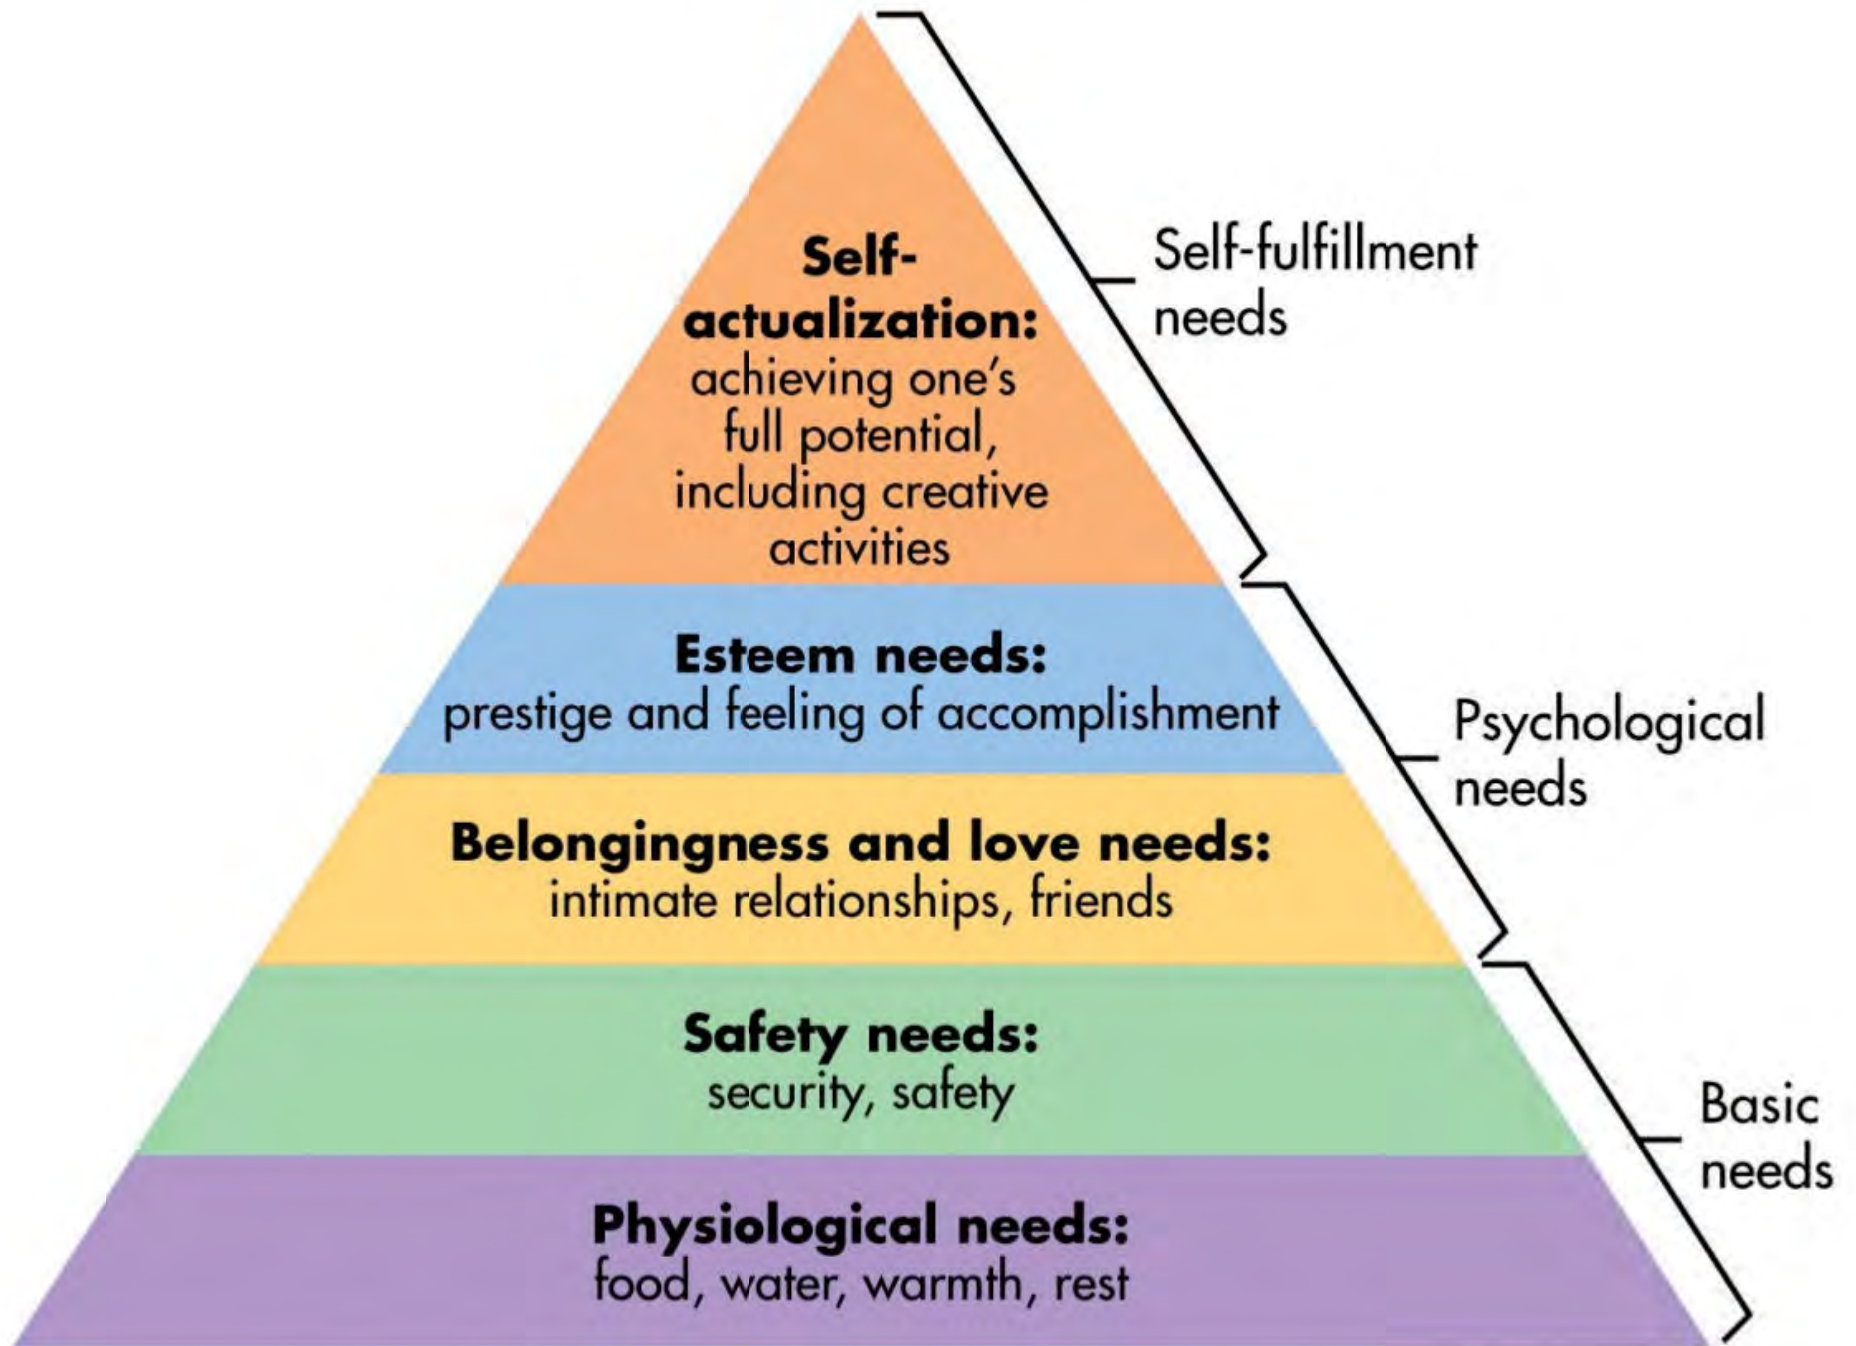 Self-
actualization:
achieving one's
full potential,
including creative
activities
Self-fulfillment
needs
Esteem needs:
prestige and feeling of accomplishment
Psychological
needs
Belongingness and love needs:
intimate relationships, friends
Safety needs:
security, safety
Basic
needs
Physiological needs:
food, water, warmth, rest